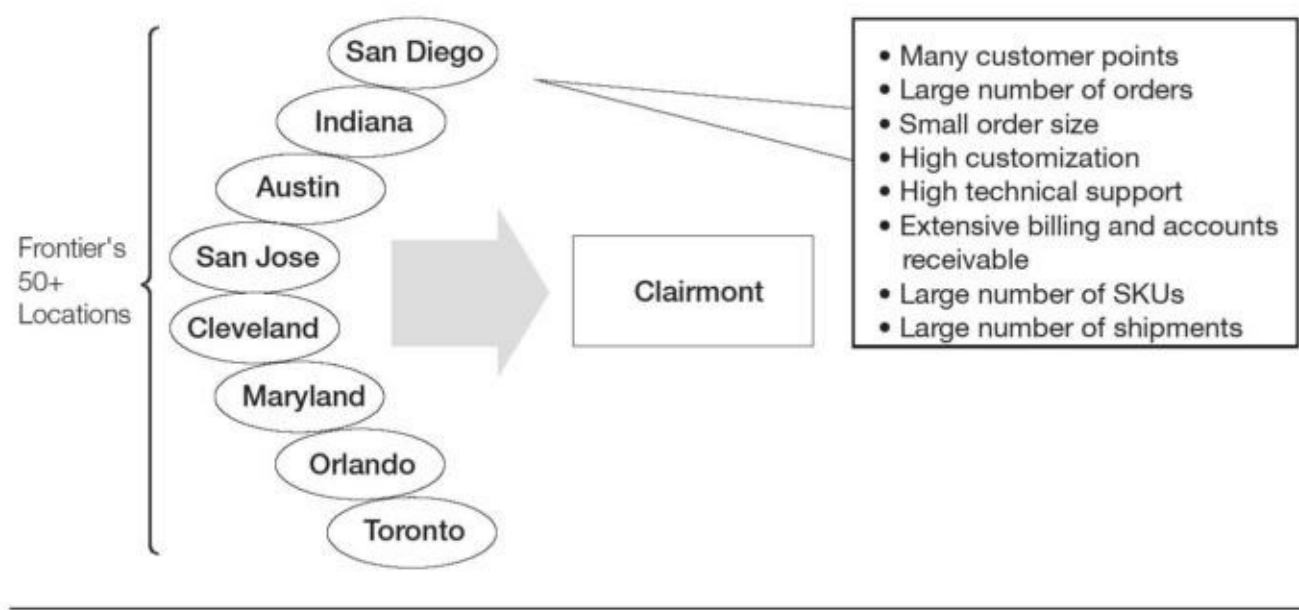 San Diego
Indiana
Austin
San Jose
Cleveland
Maryland
Orlando
Toronto
Frontier's
50+
Locations
Clairmont
• Many customer points
• Large number of orders
• Small order size
• High customization
• High technical support
• Extensive billing and accounts
receivable
• Large number of SKUs
• Large number of shipments